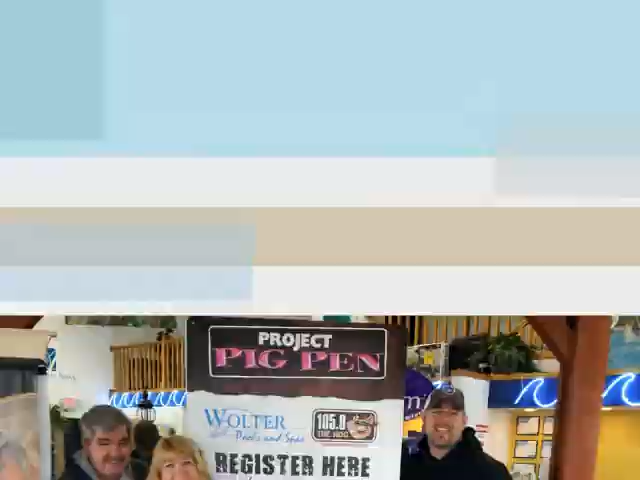 PROJECT
PIG PEN
WOLTER
Pools and Spas
105.0
THE HOG
REGISTER HERE